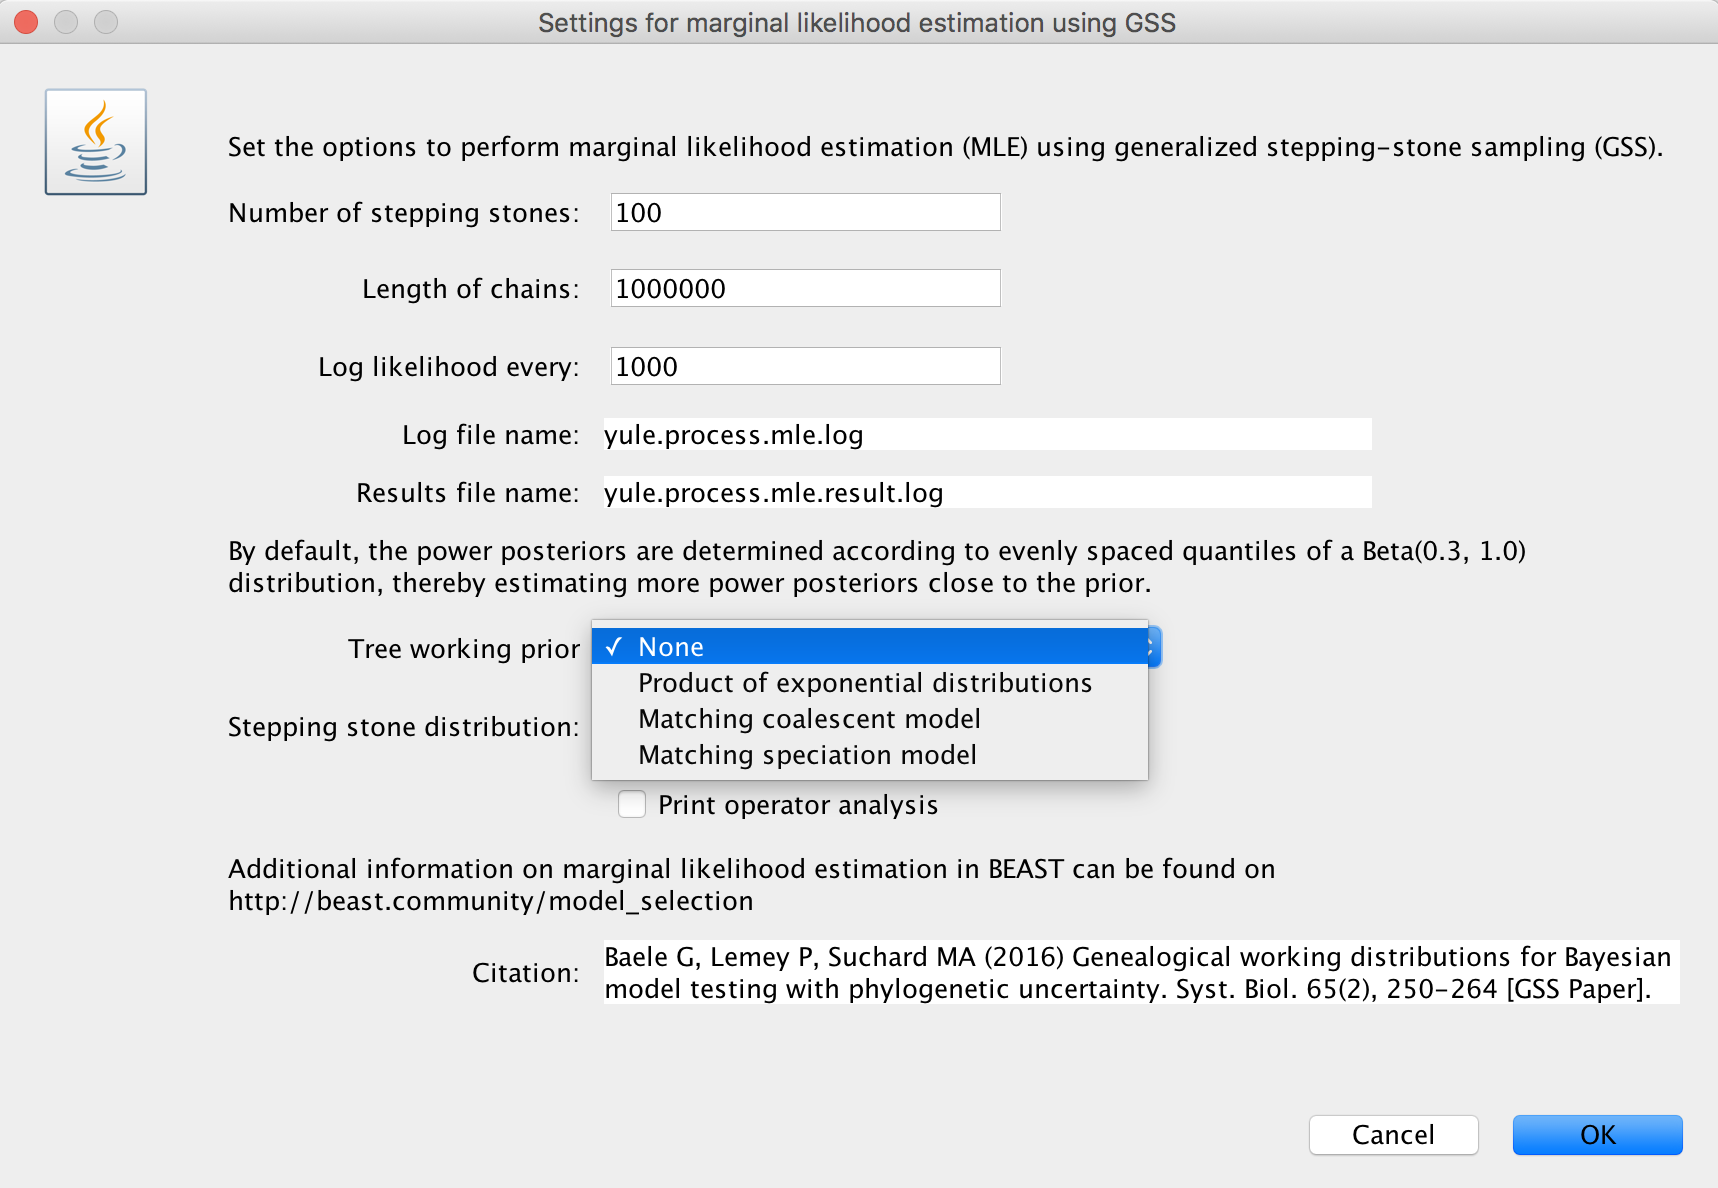 Settings for marginal likelihood estimation using GSS
Set the options to perform marginal likelihood estimation (MLE) using generalized stepping-stone sampling (GSS).
Number of stepping stones: 100
Length of chains: 1000000
Log likelihood every: 1000
Log file name: yule.process.mle.log
Results file name: yule.process.mle.result.log
By default, the power posteriors are determined according to evenly spaced quantiles of a Beta(0.3, 1.0)
distribution, thereby estimating more power posteriors close to the prior.
Tree working prior ✓ None
Product of exponential distributions
Matching coalescent model
Stepping stone distribution:
Matching speciation model
Print operator analysis
Additional information on marginal likelihood estimation in BEAST can be found on
http://beast.community/model_selection
Citation:
Baele G, Lemey P, Suchard MA (2016) Genealogical working distributions for Bayesian
model testing with phylogenetic uncertainty. Syst. Biol. 65(2), 250-264 [GSS Paper].
Cancel OK